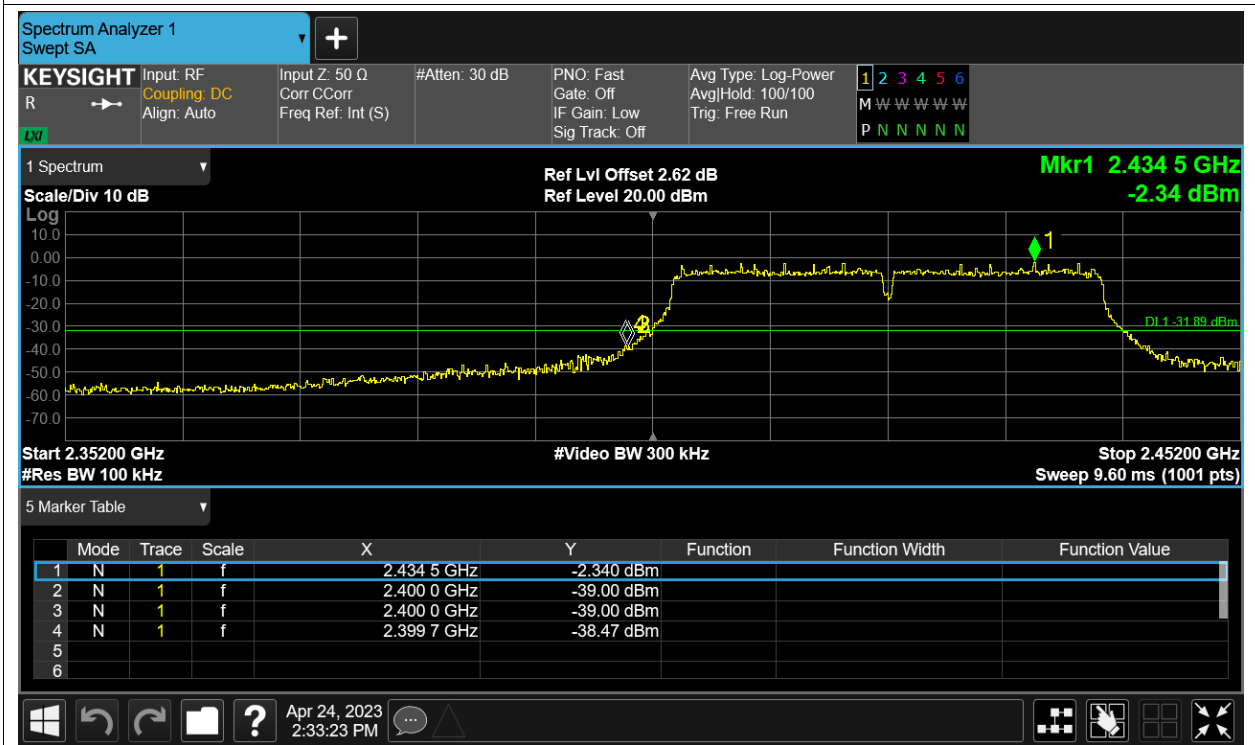 Spectrum Analyzer 1
Swept SA
KEYSIGHT
R
LXI
Input: RF
Coupling: DC
Align: Auto
Input Z: 50 Ω
Corr CCorr
Freq Ref: Int (S)
#Atten: 30 dB
PNO: Fast
Gate: Off
IF Gain: Low
Sig Track: Off
Avg Type: Log-Power
Avg|Hold: 100/100
Trig: Free Run
1 2 3 4 5 6
M W W W W W
P N N N N N
1 Spectrum
Scale/Div 10 dB
Ref Lvl Offset 2.62 dB
Ref Level 20.00 dBm
Mkr1 2.434 5 GHz
-2.34 dBm
Log
10.0
0.00
-10.0
-20.0
-30.0
-40.0
-50.0
-60.0
-70.0
1
DL1 -31.89 dBm
Start 2.35200 GHz
#Res BW 100 kHz
#Video BW 300 kHz
Stop 2.45200 GHz
Sweep 9.60 ms (1001 pts)
5 Marker Table
Mode Trace Scale X Y Function Function Width Function Value
1 N 1 f 2.434 5 GHz -2.340 dBm
2 N 1 f 2.400 0 GHz -39.00 dBm
3 N 1 f 2.400 0 GHz -39.00 dBm
4 N 1 f 2.399 7 GHz -38.47 dBm
5
6
?
Apr 24, 2023
2:33:23 PM